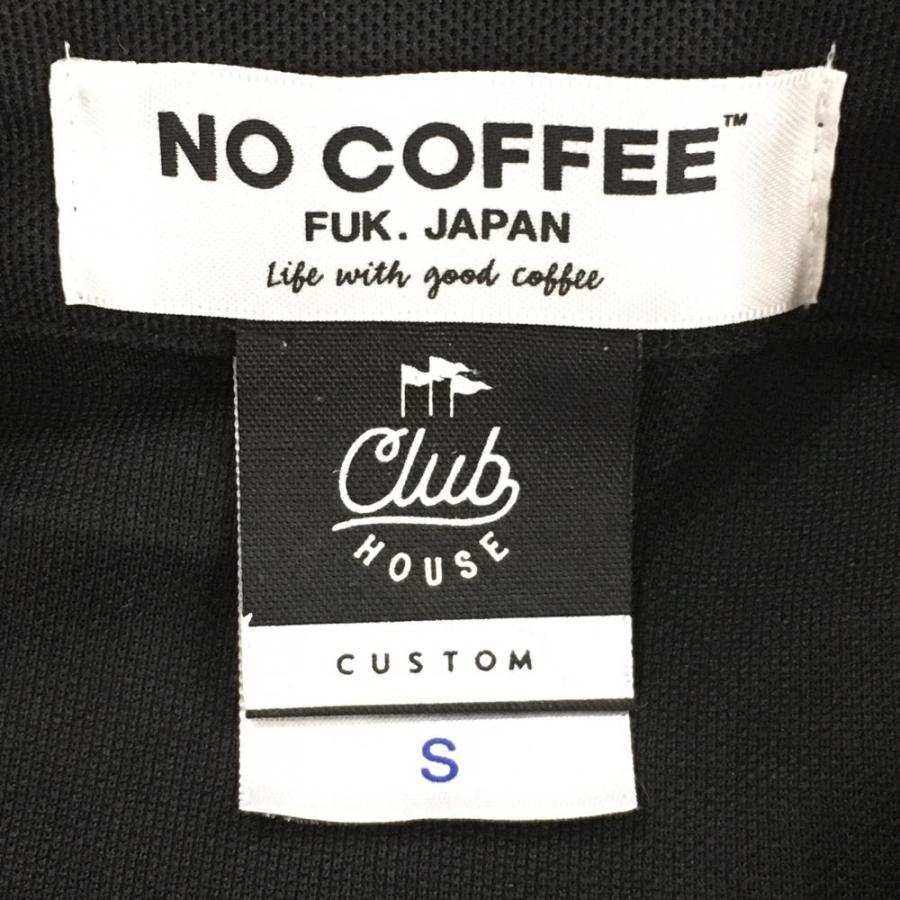 NO COFFEE™
FUK. JAPAN
Life with good coffee
Club
HOUSE
CUSTOM
S